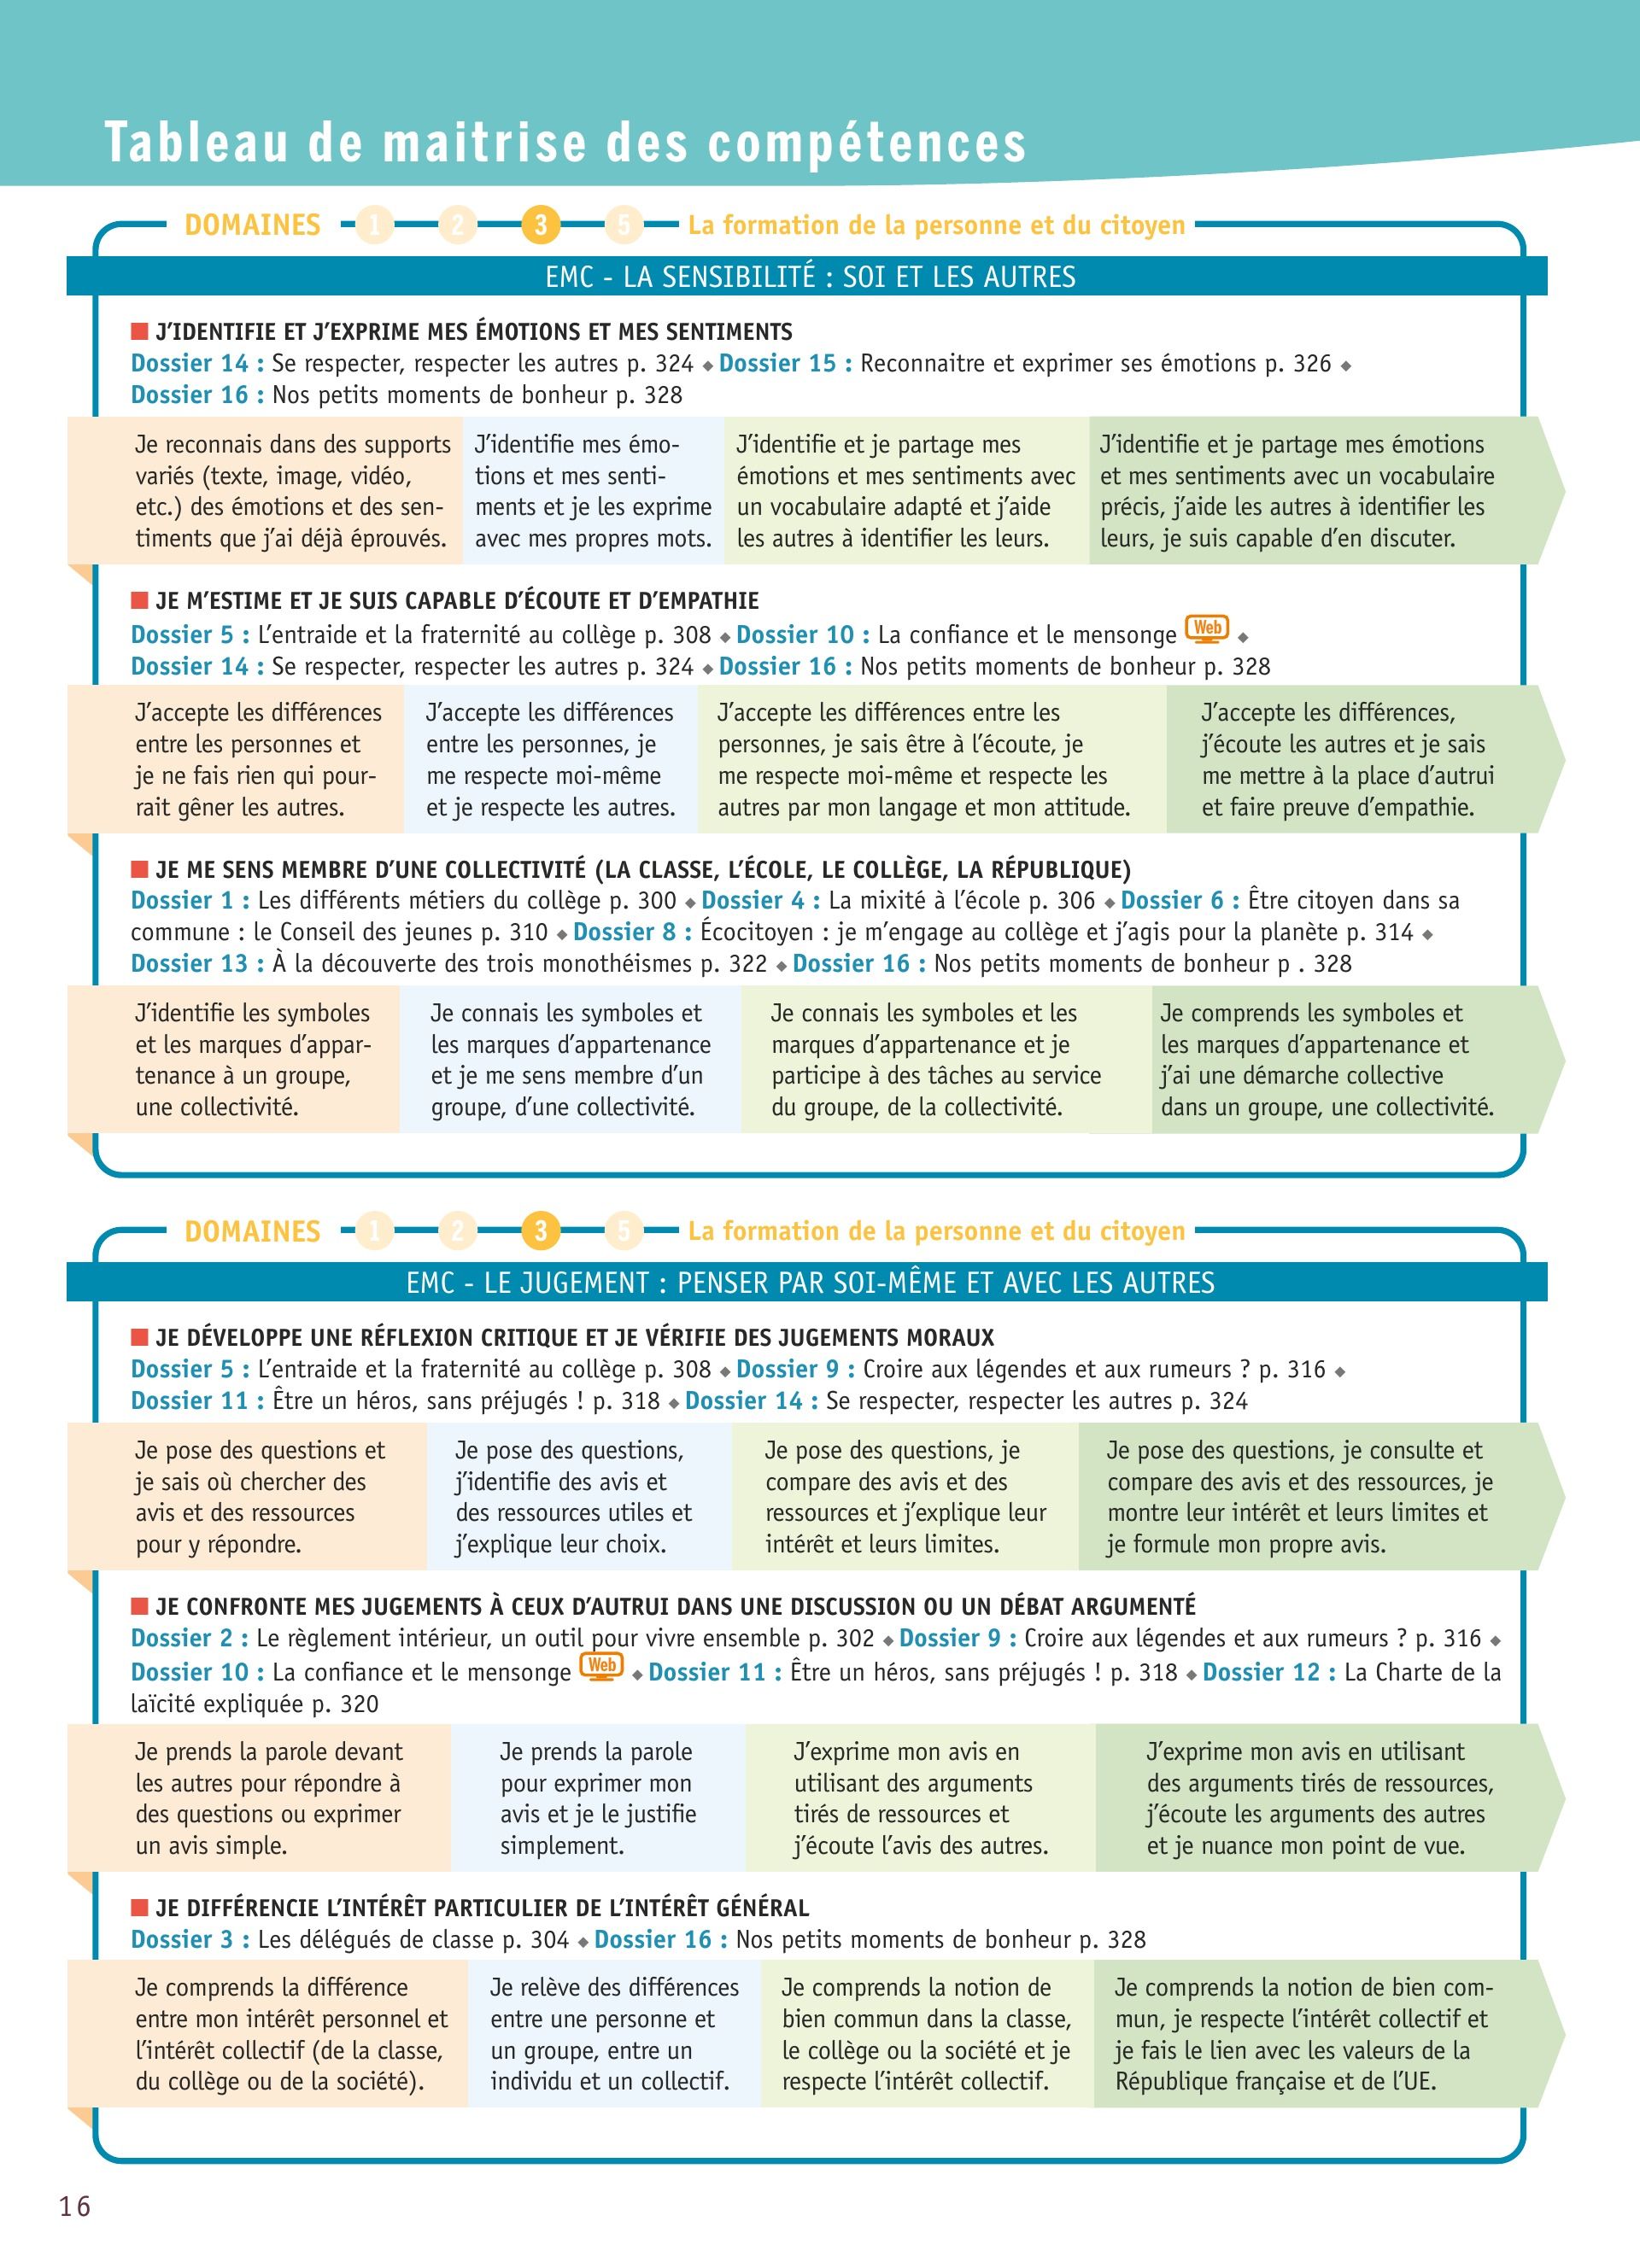 Tableau de maitrise des compétences
DOMAINES 1 2 3 5 La formation de la personne et du citoyen
EMC - LA SENSIBILITÉ : SOI ET LES AUTRES
■ J’IDENTIFIE ET J’EXPRIME MES ÉMOTIONS ET MES SENTIMENTS
Dossier 14 : Se respecter, respecter les autres p. 324 ◆ Dossier 15 : Reconnaitre et exprimer ses émotions p. 326 ◆
Dossier 16 : Nos petits moments de bonheur p. 328
Je reconnais dans des supports
variés (texte, image, vidéo,
etc.) des émotions et des sen-
timents que j’ai déjà éprouvés.
J’identifie mes émo-
tions et mes senti-
ments et je les exprime
avec mes propres mots.
J’identifie et je partage mes
émotions et mes sentiments avec
un vocabulaire adapté et j’aide
les autres à identifier les leurs.
J’identifie et je partage mes émotions
et mes sentiments avec un vocabulaire
précis, j’aide les autres à identifier les
leurs, je suis capable d’en discuter.
■ JE M’ESTIME ET JE SUIS CAPABLE D’ÉCOUTE ET D’EMPATHIE
Dossier 5 : L’entraide et la fraternité au collège p. 308 ◆ Dossier 10 : La confiance et le mensonge Web ◆
Dossier 14 : Se respecter, respecter les autres p. 324 ◆ Dossier 16 : Nos petits moments de bonheur p. 328
J’accepte les différences
entre les personnes et
je ne fais rien qui pour-
rait gêner les autres.
J’accepte les différences
entre les personnes, je
me respecte moi-même
et je respecte les autres.
J’accepte les différences entre les
personnes, je sais être à l’écoute, je
me respecte moi-même et respecte les
autres par mon langage et mon attitude.
J’accepte les différences,
j’écoute les autres et je sais
me mettre à la place d’autrui
et faire preuve d’empathie.
■ JE ME SENS MEMBRE D’UNE COLLECTIVITÉ (LA CLASSE, L’ÉCOLE, LE COLLÈGE, LA RÉPUBLIQUE)
Dossier 1 : Les différents métiers du collège p. 300 ◆ Dossier 4 : La mixité à l’école p. 306 ◆ Dossier 6 : Être citoyen dans sa
commune : le Conseil des jeunes p. 310 ◆ Dossier 8 : Écocitoyen : je m’engage au collège et j’agis pour la planète p. 314 ◆
Dossier 13 : À la découverte des trois monothéismes p. 322 ◆ Dossier 16 : Nos petits moments de bonheur p . 328
J’identifie les symboles
et les marques d’appar-
tenance à un groupe,
une collectivité.
Je connais les symboles et
les marques d’appartenance
et je me sens membre d’un
groupe, d’une collectivité.
Je connais les symboles et les
marques d’appartenance et je
participe à des tâches au service
du groupe, de la collectivité.
Je comprends les symboles et
les marques d’appartenance et
j’ai une démarche collective
dans un groupe, une collectivité.
DOMAINES 1 2 3 5 La formation de la personne et du citoyen
EMC - LE JUGEMENT : PENSER PAR SOI-MÊME ET AVEC LES AUTRES
■ JE DÉVELOPPE UNE RÉFLEXION CRITIQUE ET JE VÉRIFIE DES JUGEMENTS MORAUX
Dossier 5 : L’entraide et la fraternité au collège p. 308 ◆ Dossier 9 : Croire aux légendes et aux rumeurs ? p. 316 ◆
Dossier 11 : Être un héros, sans préjugés ! p. 318 ◆ Dossier 14 : Se respecter, respecter les autres p. 324
Je pose des questions et
je sais où chercher des
avis et des ressources
pour y répondre.
Je pose des questions,
j’identifie des avis et
des ressources utiles et
j’explique leur choix.
Je pose des questions, je
compare des avis et des
ressources et j’explique leur
intérêt et leurs limites.
Je pose des questions, je consulte et
compare des avis et des ressources, je
montre leur intérêt et leurs limites et
je formule mon propre avis.
■ JE CONFRONTE MES JUGEMENTS À CEUX D’AUTRUI DANS UNE DISCUSSION OU UN DÉBAT ARGUMENTÉ
Dossier 2 : Le règlement intérieur, un outil pour vivre ensemble p. 302 ◆ Dossier 9 : Croire aux légendes et aux rumeurs ? p. 316 ◆
Dossier 10 : La confiance et le mensonge Web ◆ Dossier 11 : Être un héros, sans préjugés ! p. 318 ◆ Dossier 12 : La Charte de la
laïcité expliquée p. 320
Je prends la parole devant
les autres pour répondre à
des questions ou exprimer
un avis simple.
Je prends la parole
pour exprimer mon
avis et je le justifie
simplement.
J’exprime mon avis en
utilisant des arguments
tirés de ressources et
j’écoute l’avis des autres.
J’exprime mon avis en utilisant
des arguments tirés de ressources,
j’écoute les arguments des autres
et je nuance mon point de vue.
■ JE DIFFÉRENCIE L’INTÉRÊT PARTICULIER DE L’INTÉRÊT GÉNÉRAL
Dossier 3 : Les délégués de classe p. 304 ◆ Dossier 16 : Nos petits moments de bonheur p. 328
Je comprends la différence
entre mon intérêt personnel et
l’intérêt collectif (de la classe,
du collège ou de la société).
Je relève des différences
entre une personne et
un groupe, entre un
individu et un collectif.
Je comprends la notion de
bien commun dans la classe,
le collège ou la société et je
respecte l’intérêt collectif.
Je comprends la notion de bien com-
mun, je respecte l’intérêt collectif et
je fais le lien avec les valeurs de la
République française et de l’UE.
16